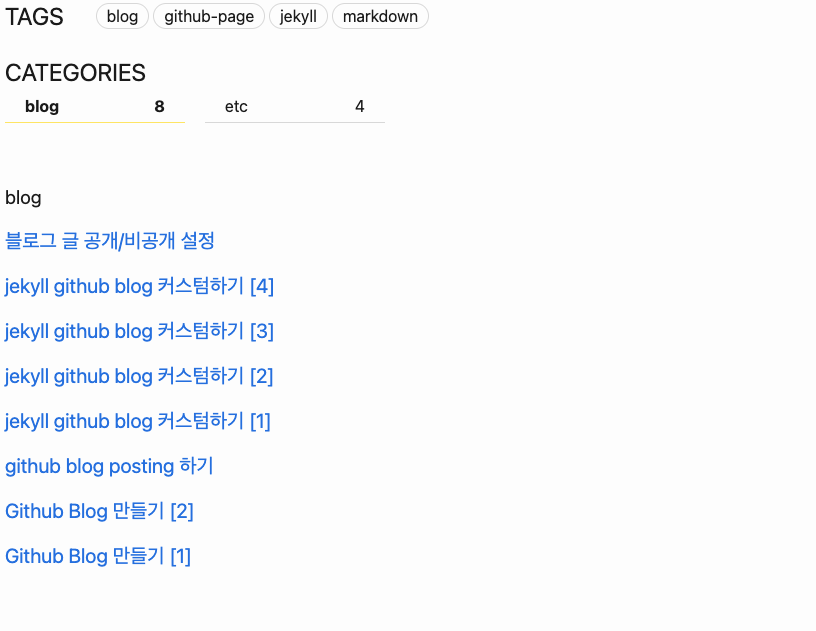 TAGS blog github-page jekyll markdown
CATEGORIES
blog 8 etc 4
blog
블로그 글 공개/비공개 설정
jekyll github blog 커스텀하기 [4]
jekyll github blog 커스텀하기 [3]
jekyll github blog 커스텀하기 [2]
jekyll github blog 커스텀하기 [1]
github blog posting 하기
Github Blog 만들기 [2]
Github Blog 만들기 [1]